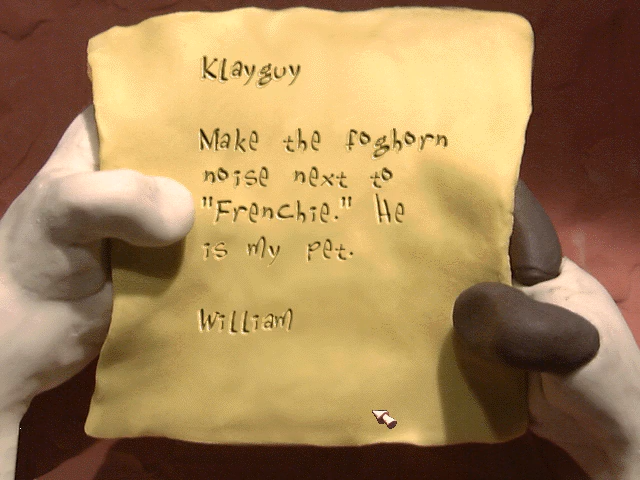 Klayguy
Make the foghorn
noise next to
"Frenchie." He
is my pet.
William